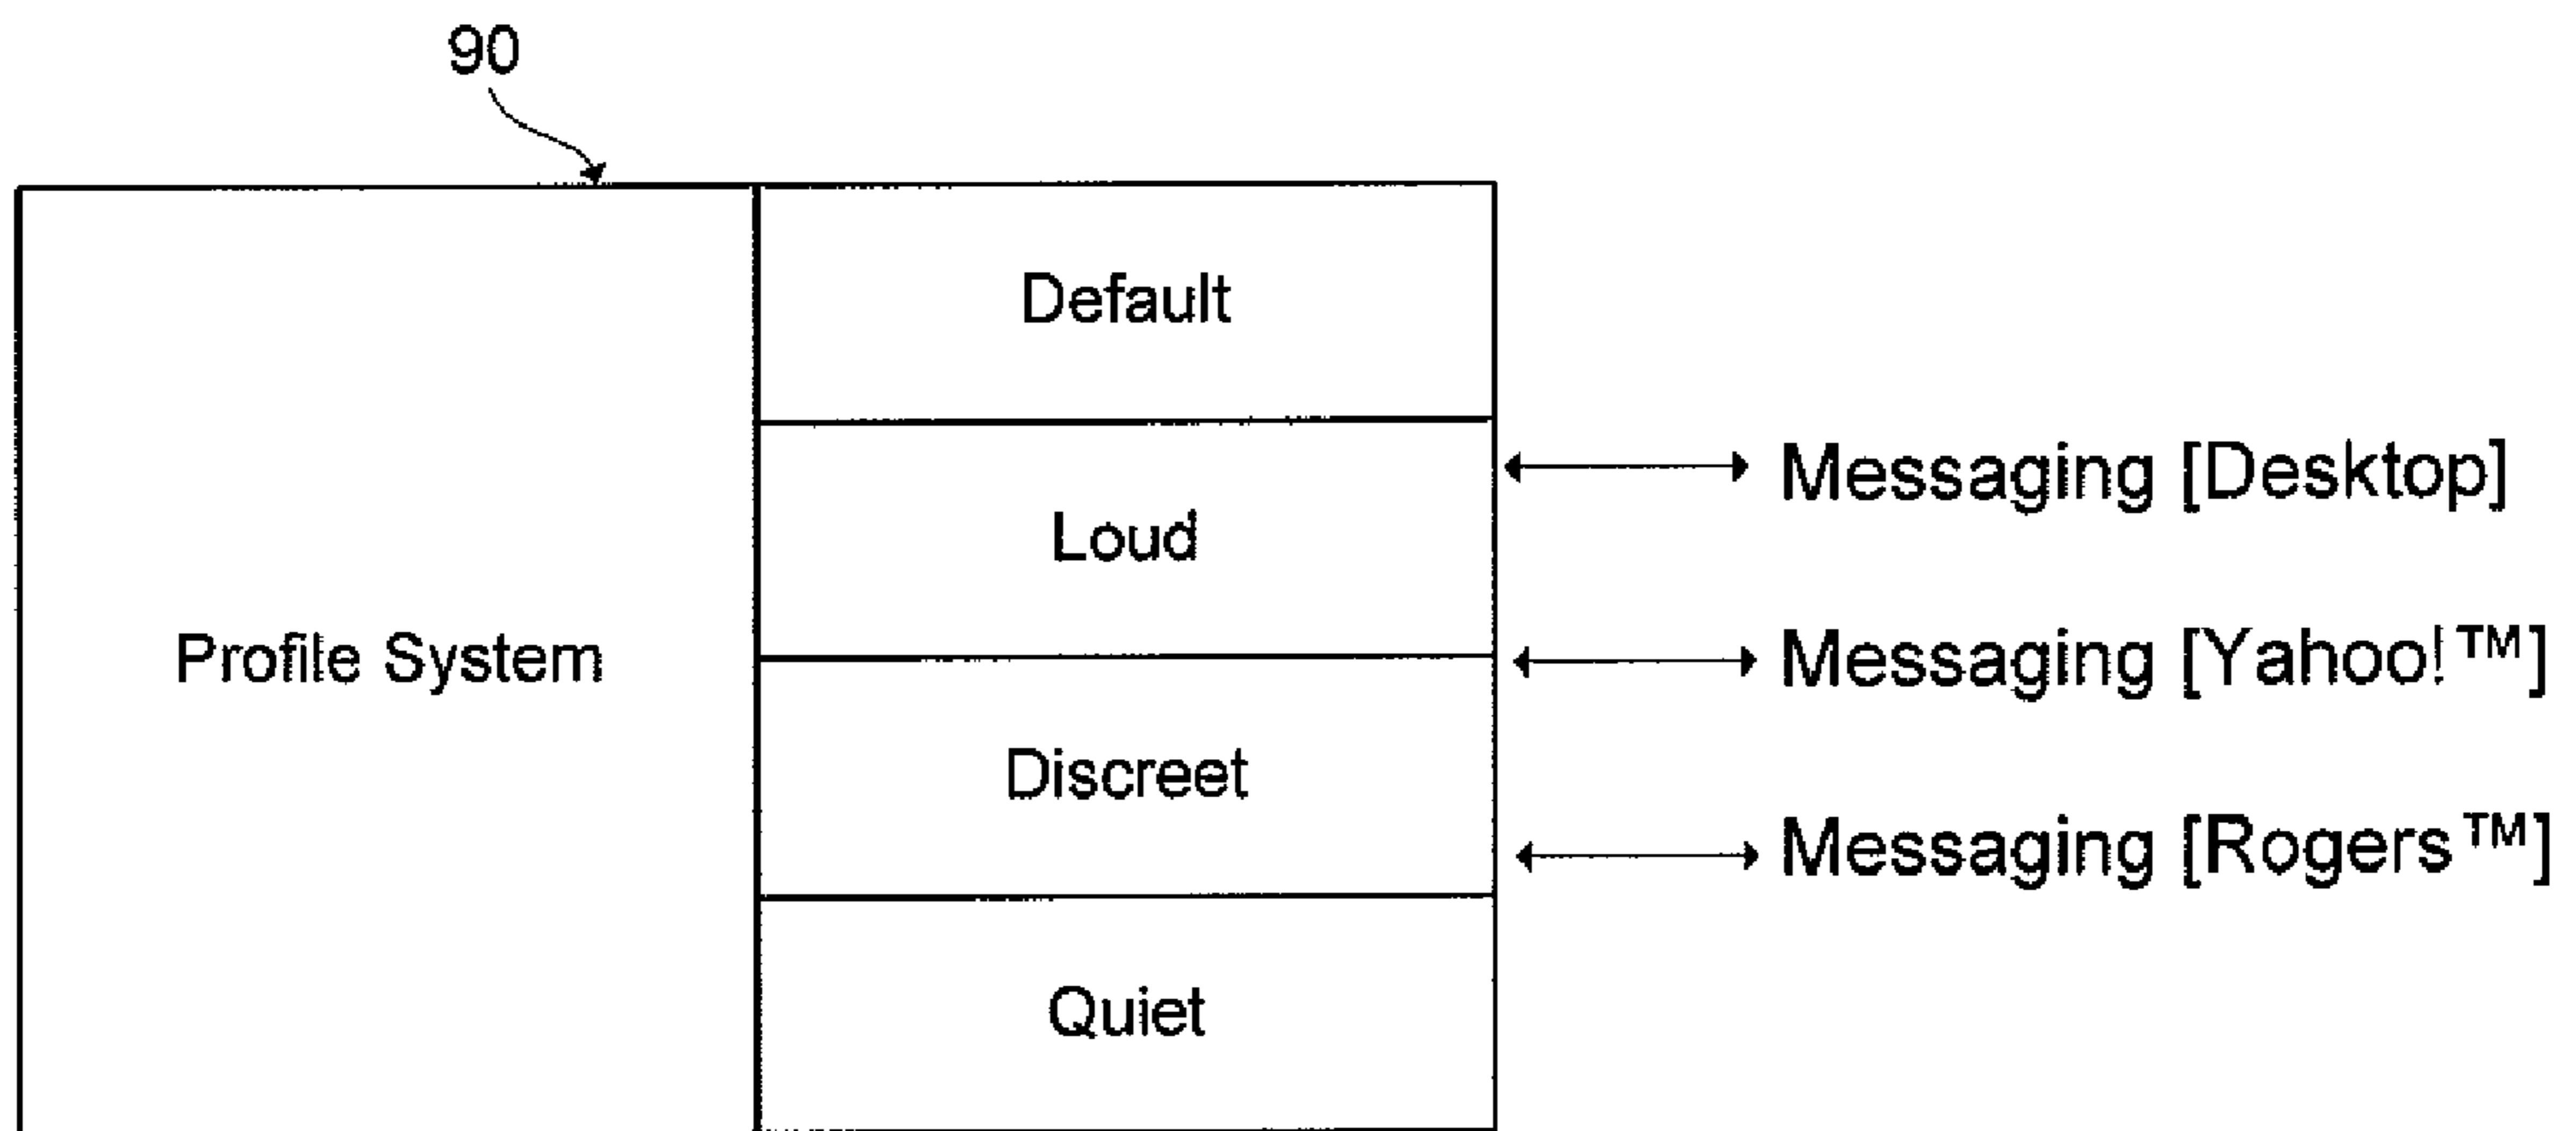 90
Default
Messaging [Desktop]
Loud
Profile System
Messaging [Yahoo!™]
Discreet
Messaging [Rogers™]
Quiet